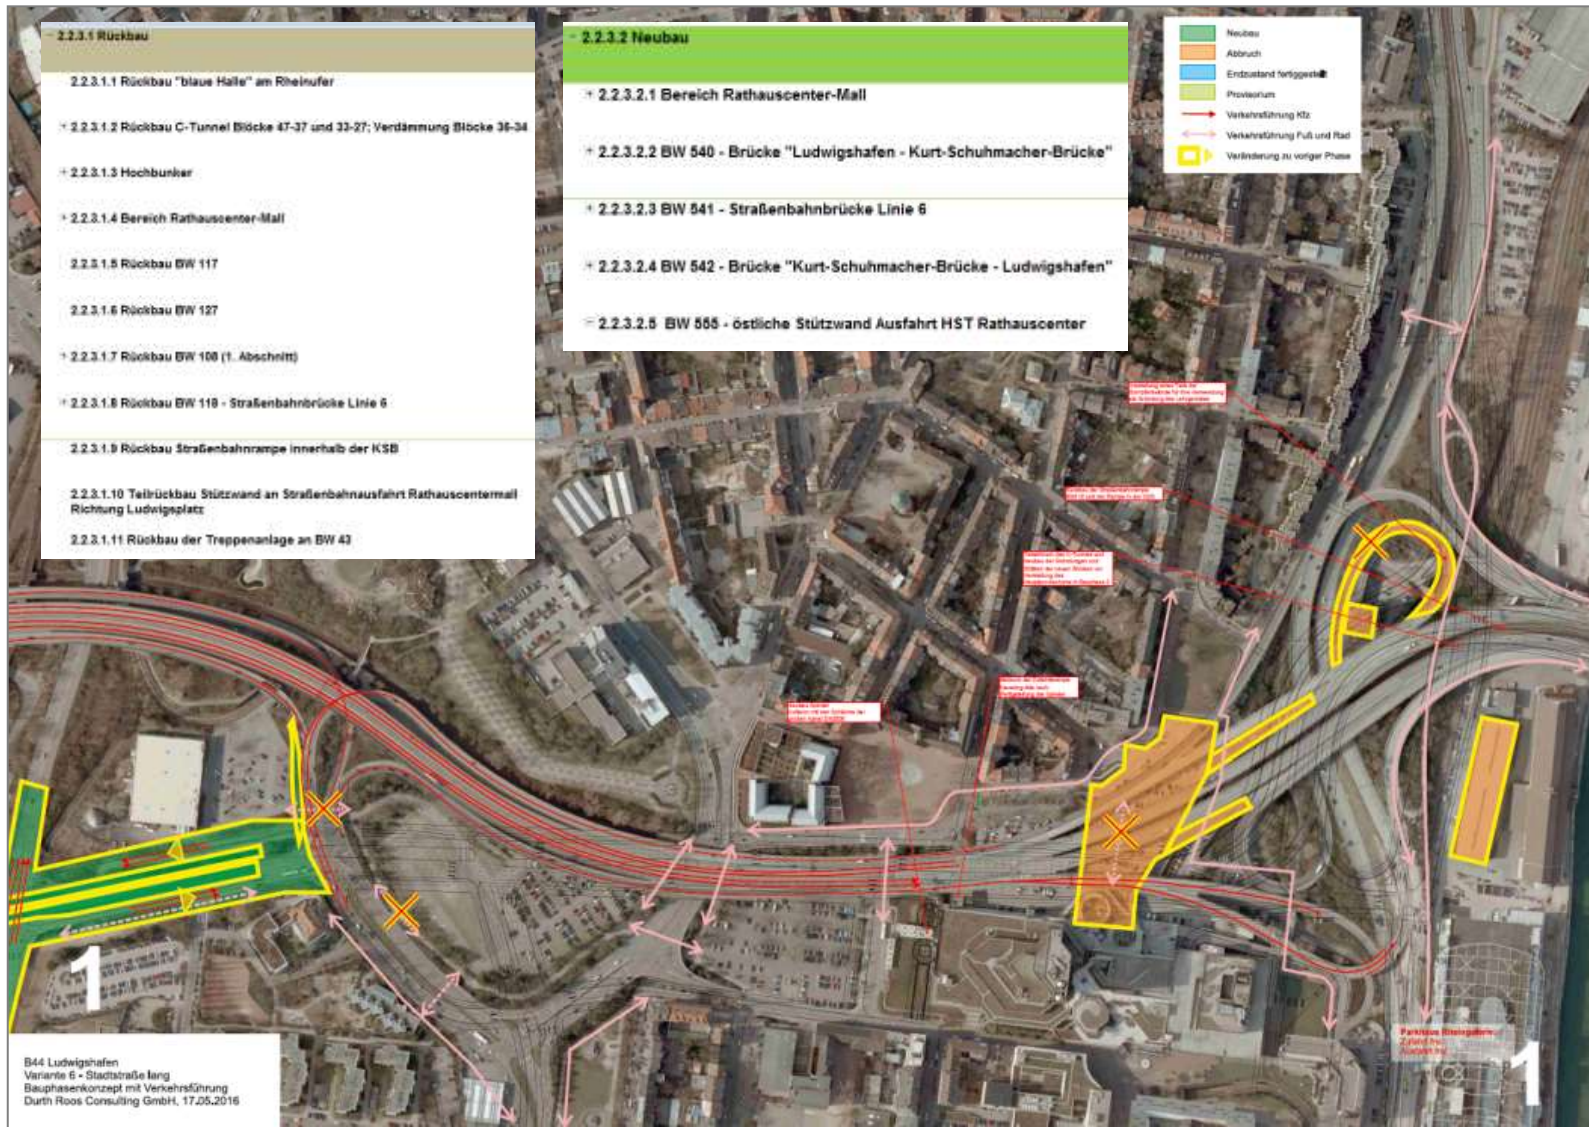 2.2.3.1 Rückbau
2.2.3.1.1 Rückbau "blaue Halle" am Rheinufer
2.2.3.1.2 Rückbau C-Tunnel Blöcke 47-37 und 33-27; Verdämmung Blöcke 36-34
2.2.3.1.3 Hochbunker
2.2.3.1.4 Bereich Rathauscenter-Mall
2.2.3.1.5 Rückbau BW 117
2.2.3.1.6 Rückbau BW 127
2.2.3.1.7 Rückbau BW 108 (1. Abschnitt)
2.2.3.1.8 Rückbau BW 118 - Straßenbahnbrücke Linie 6
2.2.3.1.9 Rückbau Straßenbahnrampe innerhalb der KSB
2.2.3.1.10 Teilrückbau Stützwand an Straßenbahnausfahrt Rathauscentermall
Richtung Ludwigsplatz
2.2.3.1.11 Rückbau der Treppenanlage an BW 43
2.2.3.2 Neubau
2.2.3.2.1 Bereich Rathauscenter-Mall
2.2.3.2.2 BW 540 - Brücke "Ludwigshafen - Kurt-Schuhmacher-Brücke"
2.2.3.2.3 BW 541 - Straßenbahnbrücke Linie 6
2.2.3.2.4 BW 542 - Brücke "Kurt-Schuhmacher-Brücke - Ludwigshafen"
2.2.3.2.5 BW 555 - östliche Stützwand Ausfahrt HST Rathauscenter
Neubau
Abbruch
Endzustand fertiggestellt
Provisorium
Verkehrsführung Kfz
Verkehrsführung Fuß und Rad
Veränderung zu voriger Phase
1
Parkhaus Rheingalerie:
Zufahrt frei
Ausfahrt frei
1
B44 Ludwigshafen
Variante 6 - Stadtstraße lang
Bauphasenkonzept mit Verkehrsführung
Durth Roos Consulting GmbH, 17.05.2016